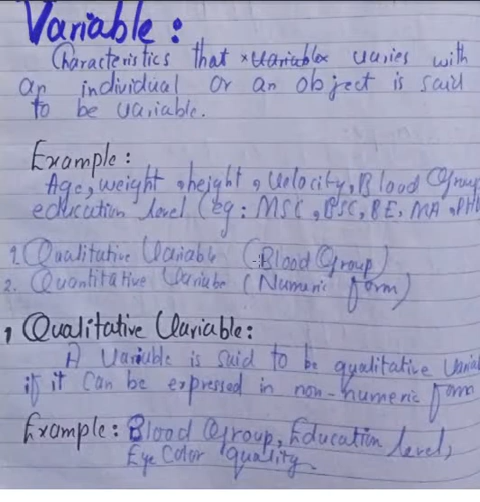 Variable :
Characteristics that variable varies with
an individual or an object is said
to be variable.
Example :
Age, weight, height, Velocity, Blood Group
education level (eg: MSC, BSC, BE, MA, PH
1. Qualitative Variable (Blood Group)
2. Quantitative Variabe (Numeric form)
1, Qualitative Variable :
A Variable is said to be qualitative Varia
if it can be expressed in non-numeric form
Example : Blood Group, Education level,
Eye Color quality.